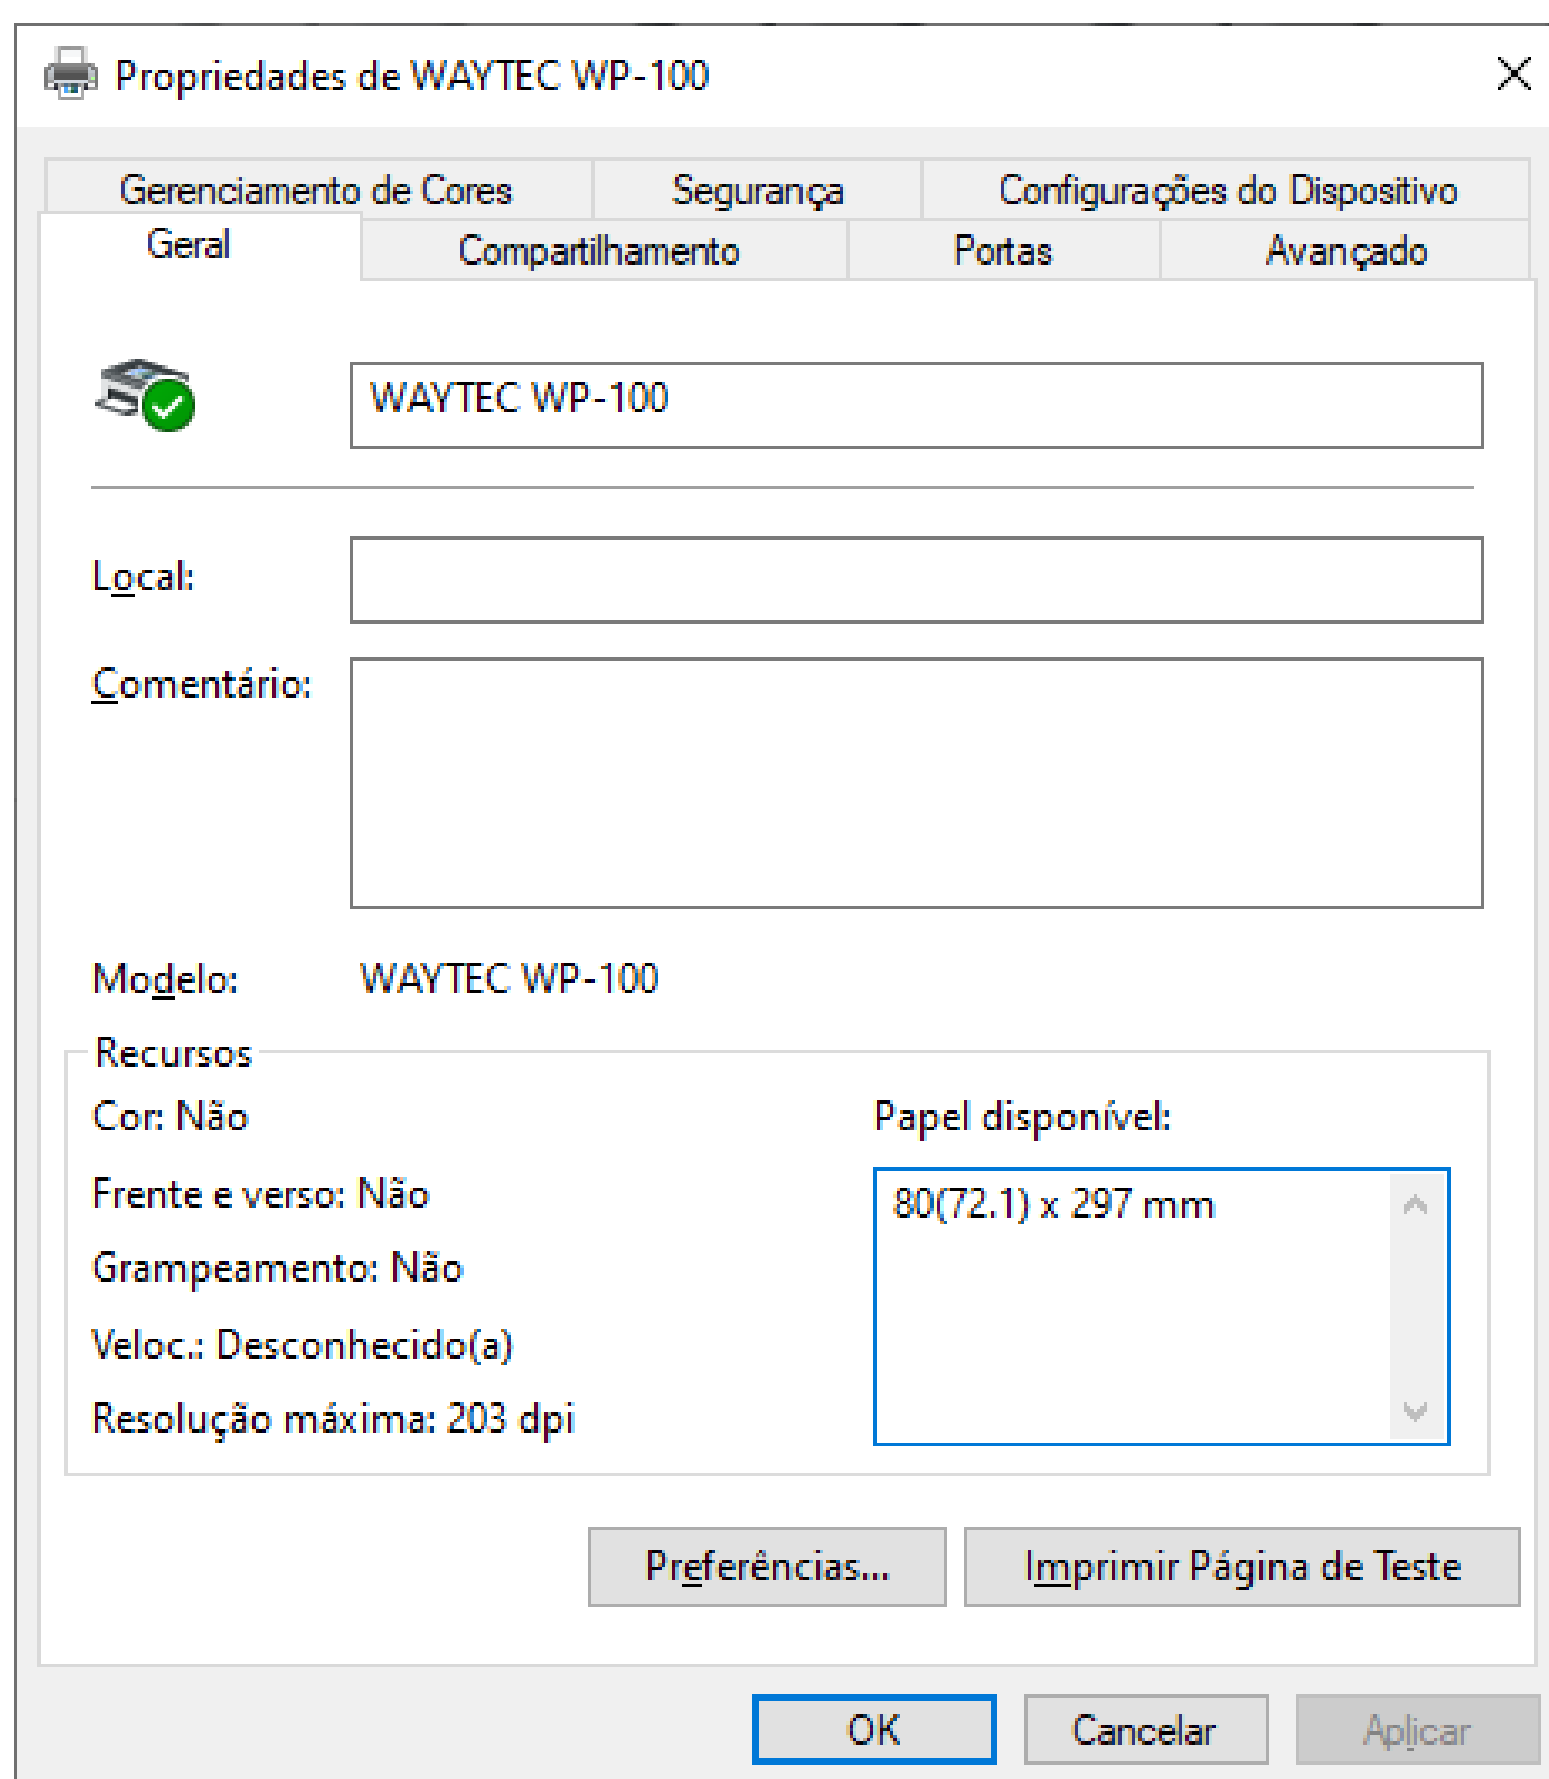 Propriedades de WAYTEC WP-100
Gerenciamento de Cores
Segurança
Configurações do Dispositivo
Geral
Compartilhamento
Portas
Avançado
WAYTEC WP-100
Local:
Comentário:
Modelo: WAYTEC WP-100
Recursos
Cor: Não
Frente e verso: Não
Grampeamento: Não
Veloc.: Desconhecido(a)
Resolução máxima: 203 dpi
Papel disponível:
80(72.1) x 297 mm
Preferências...
Imprimir Página de Teste
OK
Cancelar
Aplicar